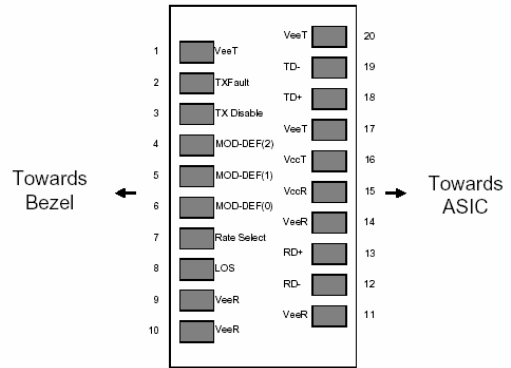 VeeT 20
1 VeeT
TD- 19
2 TXFault
TD+ 18
3 TX Disable
VeeT 17
4 MOD-DEF(2)
VccT 16
5 MOD-DEF(1)
VccR 15
6 MOD-DEF(0)
VeeR 14
7 Rate Select
RD+ 13
8 LOS
RD- 12
9 VeeR
VeeR 11
10 VeeR
Towards
Bezel
Towards
ASIC